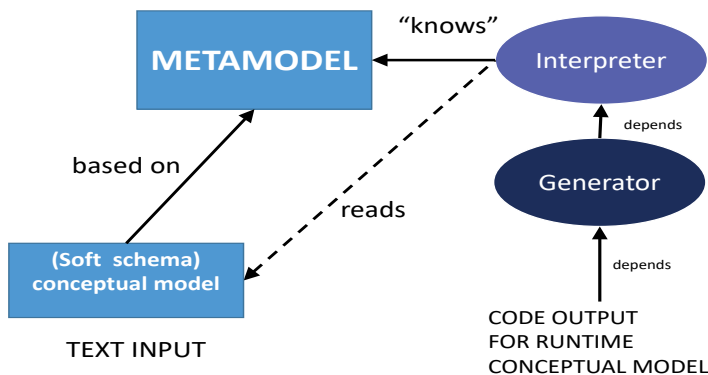 “knows”
METAMODEL
Interpreter
depends
based on
Generator
reads
(Soft schema)
conceptual model
depends
TEXT INPUT
CODE OUTPUT
FOR RUNTIME
CONCEPTUAL MODEL